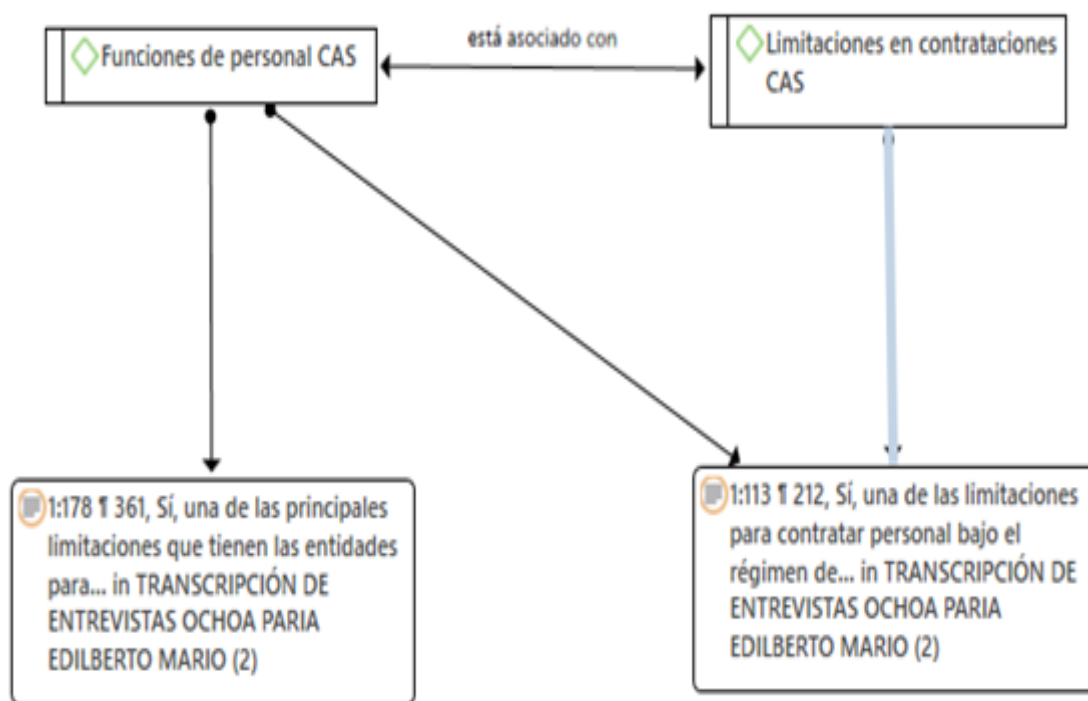 Funciones de personal CAS
está asociado con
Limitaciones en contrataciones
CAS
1:178 ¶ 361, Sí, una de las principales
limitaciones que tienen las entidades
para... in TRANSCRIPCIÓN DE
ENTREVISTAS OCHOA PARIA
EDILBERTO MARIO (2)
1:113 ¶ 212, Sí, una de las limitaciones
para contratar personal bajo el
régimen de... in TRANSCRIPCIÓN DE
ENTREVISTAS OCHOA PARIA
EDILBERTO MARIO (2)